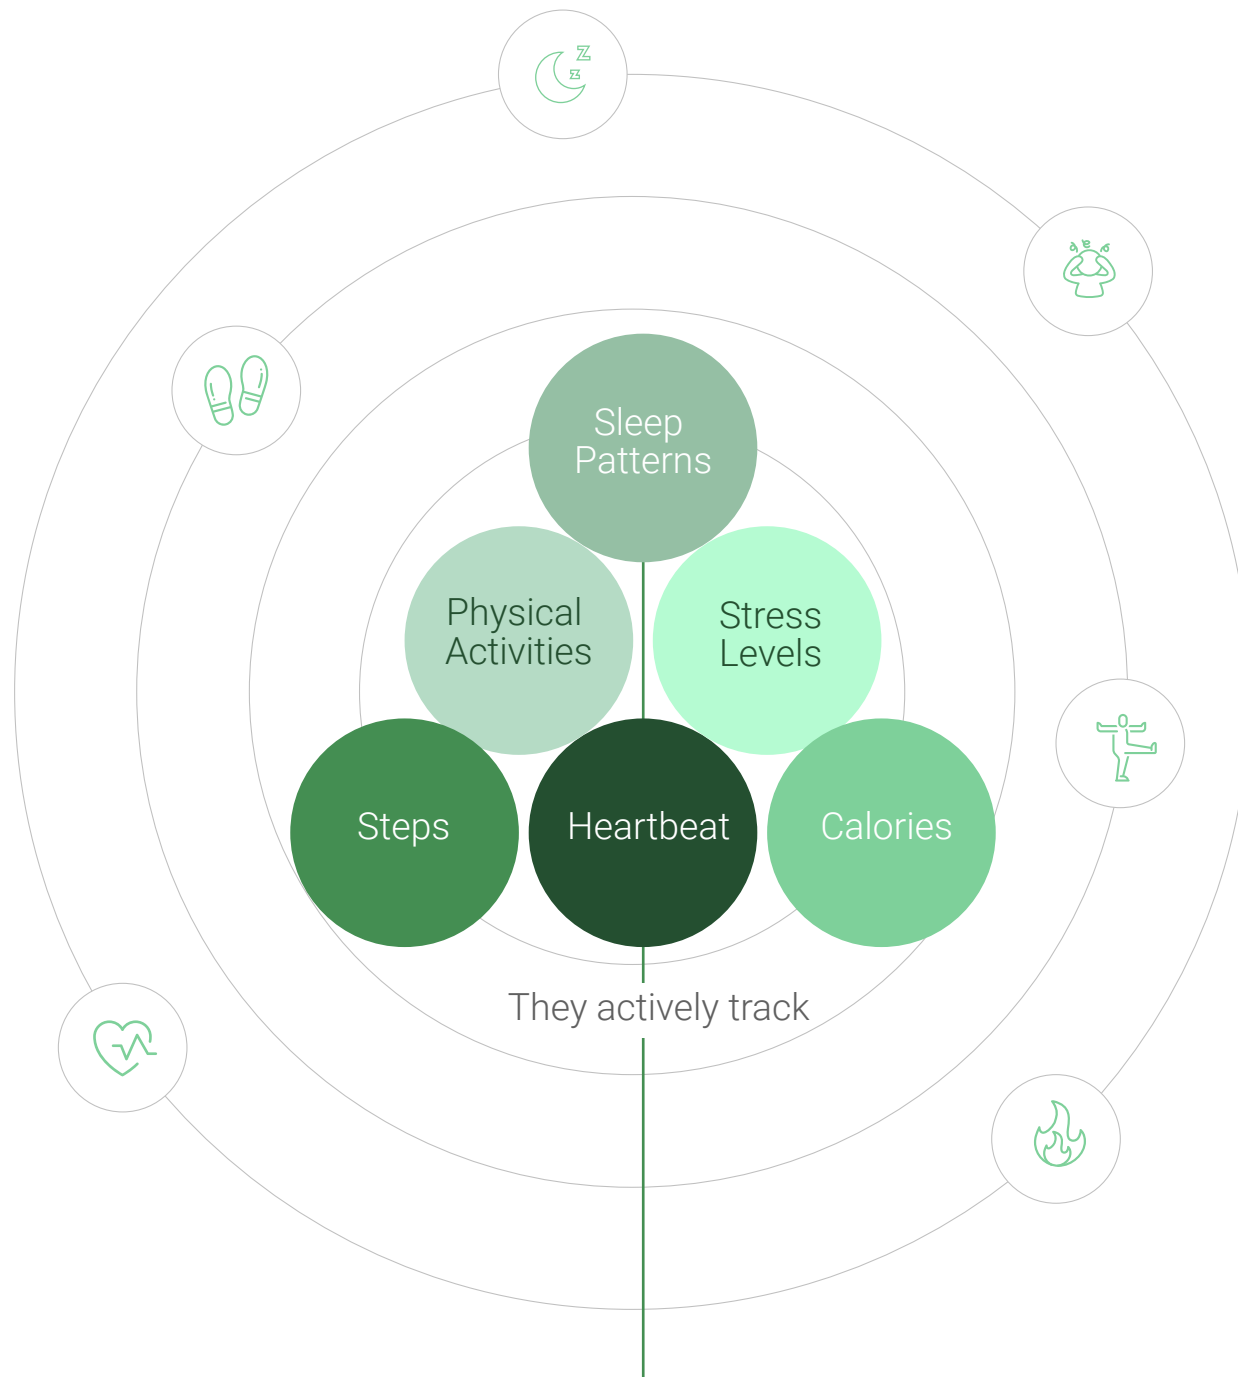 Sleep
Patterns
Physical
Activities
Stress
Levels
Steps
Heartbeat
Calories
They actively track